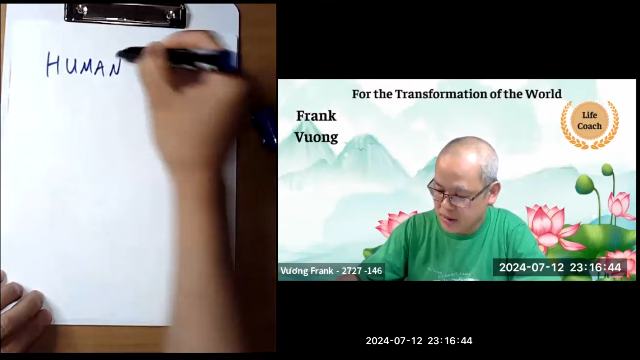 HUMAN
For the Transformation of the World
Frank
Vuong
Life
Coach
Vương Frank - 2727 -146
2024-07-12 23:16:44
2024-07-12 23:16:44